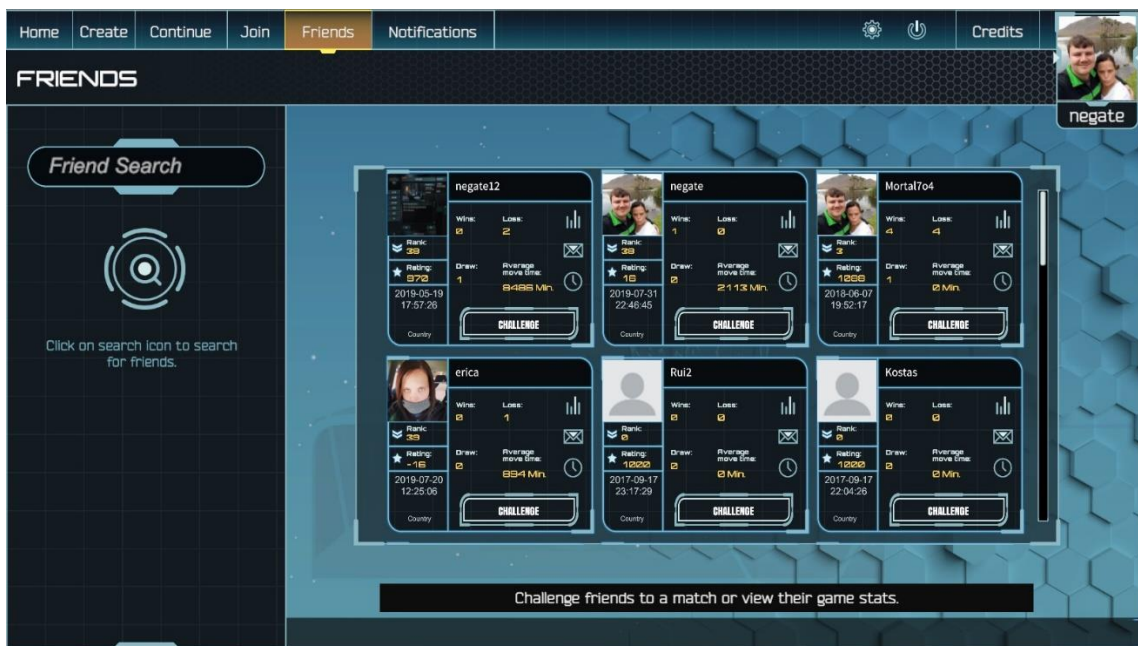 Home Create Continue Join Friends Notifications Credits
FRIENDS
negate
Friend Search
Click on search icon to search
for friends.
negate12
Wins: Loss:
0 2
Rank:
39
Draw: Average
move time:
Rating:
970
1
8486 Min.
2019-05-19
17:57:26
Country
CHALLENGE
negate
Wins: Loss:
1 0
Rank:
39
Draw: Average
move time:
Rating:
16
0
2113 Min.
2019-07-31
22:46:45
Country
CHALLENGE
Mortal7o4
Wins: Loss:
4 4
Rank:
3
Draw: Average
move time:
Rating:
1
0 Min.
2018-06-07
19:52:17
Country
CHALLENGE
erica
Wins: Loss:
0 1
Rank:
39
Draw: Average
move time:
Rating:
-16
0
894 Min.
2019-07-20
12:25:06
Country
CHALLENGE
Rui2
Wins: Loss:
0 0
Rank:
0
Draw: Average
move time:
Rating:
1000
0
0 Min.
2017-09-17
23:17:29
Country
CHALLENGE
Kostas
Wins: Loss:
0 0
Rank:
0
Draw: Average
move time:
Rating:
1000
0
0 Min.
2017-09-17
22:04:26
Country
CHALLENGE
Challenge friends to a match or view their game stats.